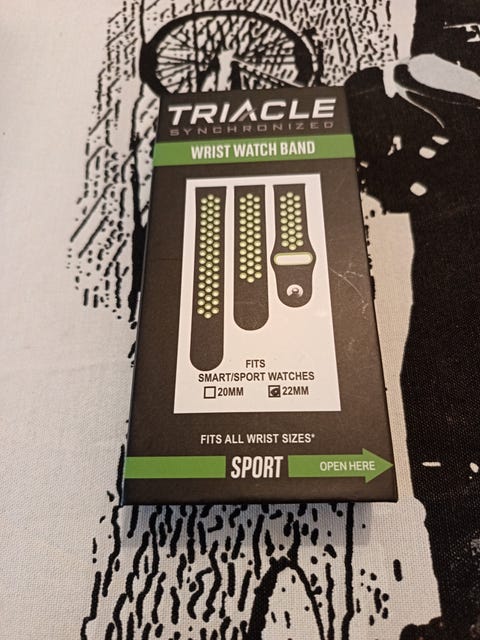 TRIACLE
SYNCHRONIZED
WRIST WATCH BAND
FITS
SMART/SPORT WATCHES
20MM 22MM
FITS ALL WRIST SIZES*
SPORT OPEN HERE